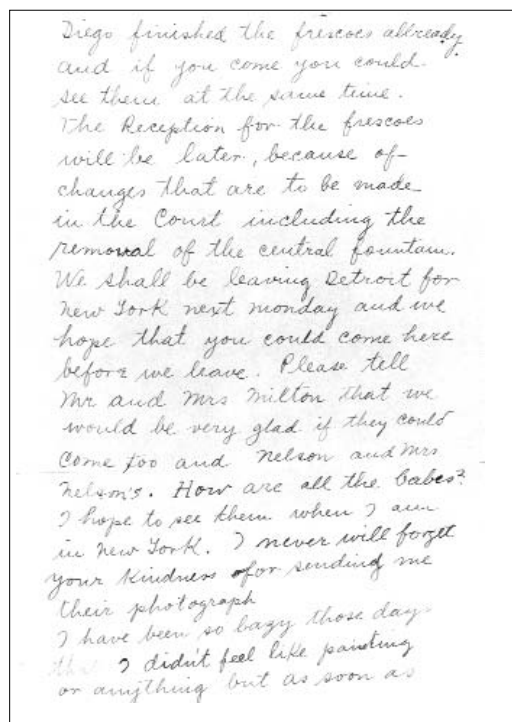 Diego finished the frescoes allready
and if you come you could
see them at the same time.
The Reception for the frescoes
will be later, because of
changes that are to be made
in the Court including the
removal of the central fountain.
We shall be leaving Detroit for
New York next monday and we
hope that you could come here
before we leave. Please tell
Mr and Mrs Milton that we
would be very glad if they could
come too and Nelson and Mrs
Nelson's. How are all the babes?
I hope to see them when I am
in New York. I never will forget
your kindness for sending me
their photograph
I have been so lazy those days
I didn't feel like painting
or anything but as soon as